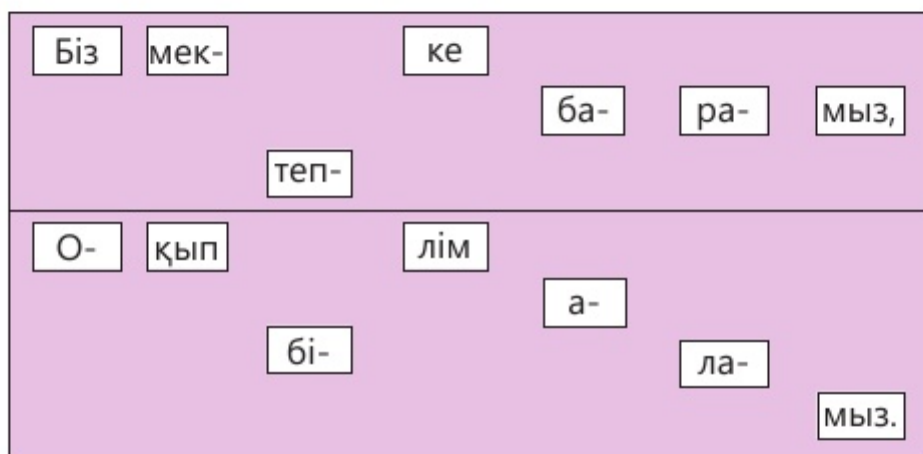 Біз мек- теп- ке ба- ра- мыз,
О- қып бі- лім а- ла- мыз.